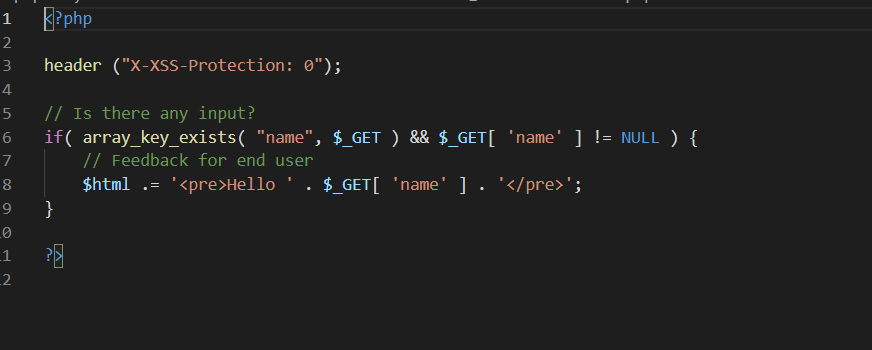 1 <?php
2
3 header ("X-XSS-Protection: 0");
4
5 // Is there any input?
6 if( array_key_exists( "name", $_GET ) && $_GET[ 'name' ] != NULL ) {
7 // Feedback for end user
8 $html .= '<pre>Hello ' . $_GET[ 'name' ] . '</pre>';
9 }
0
1 ?>
2